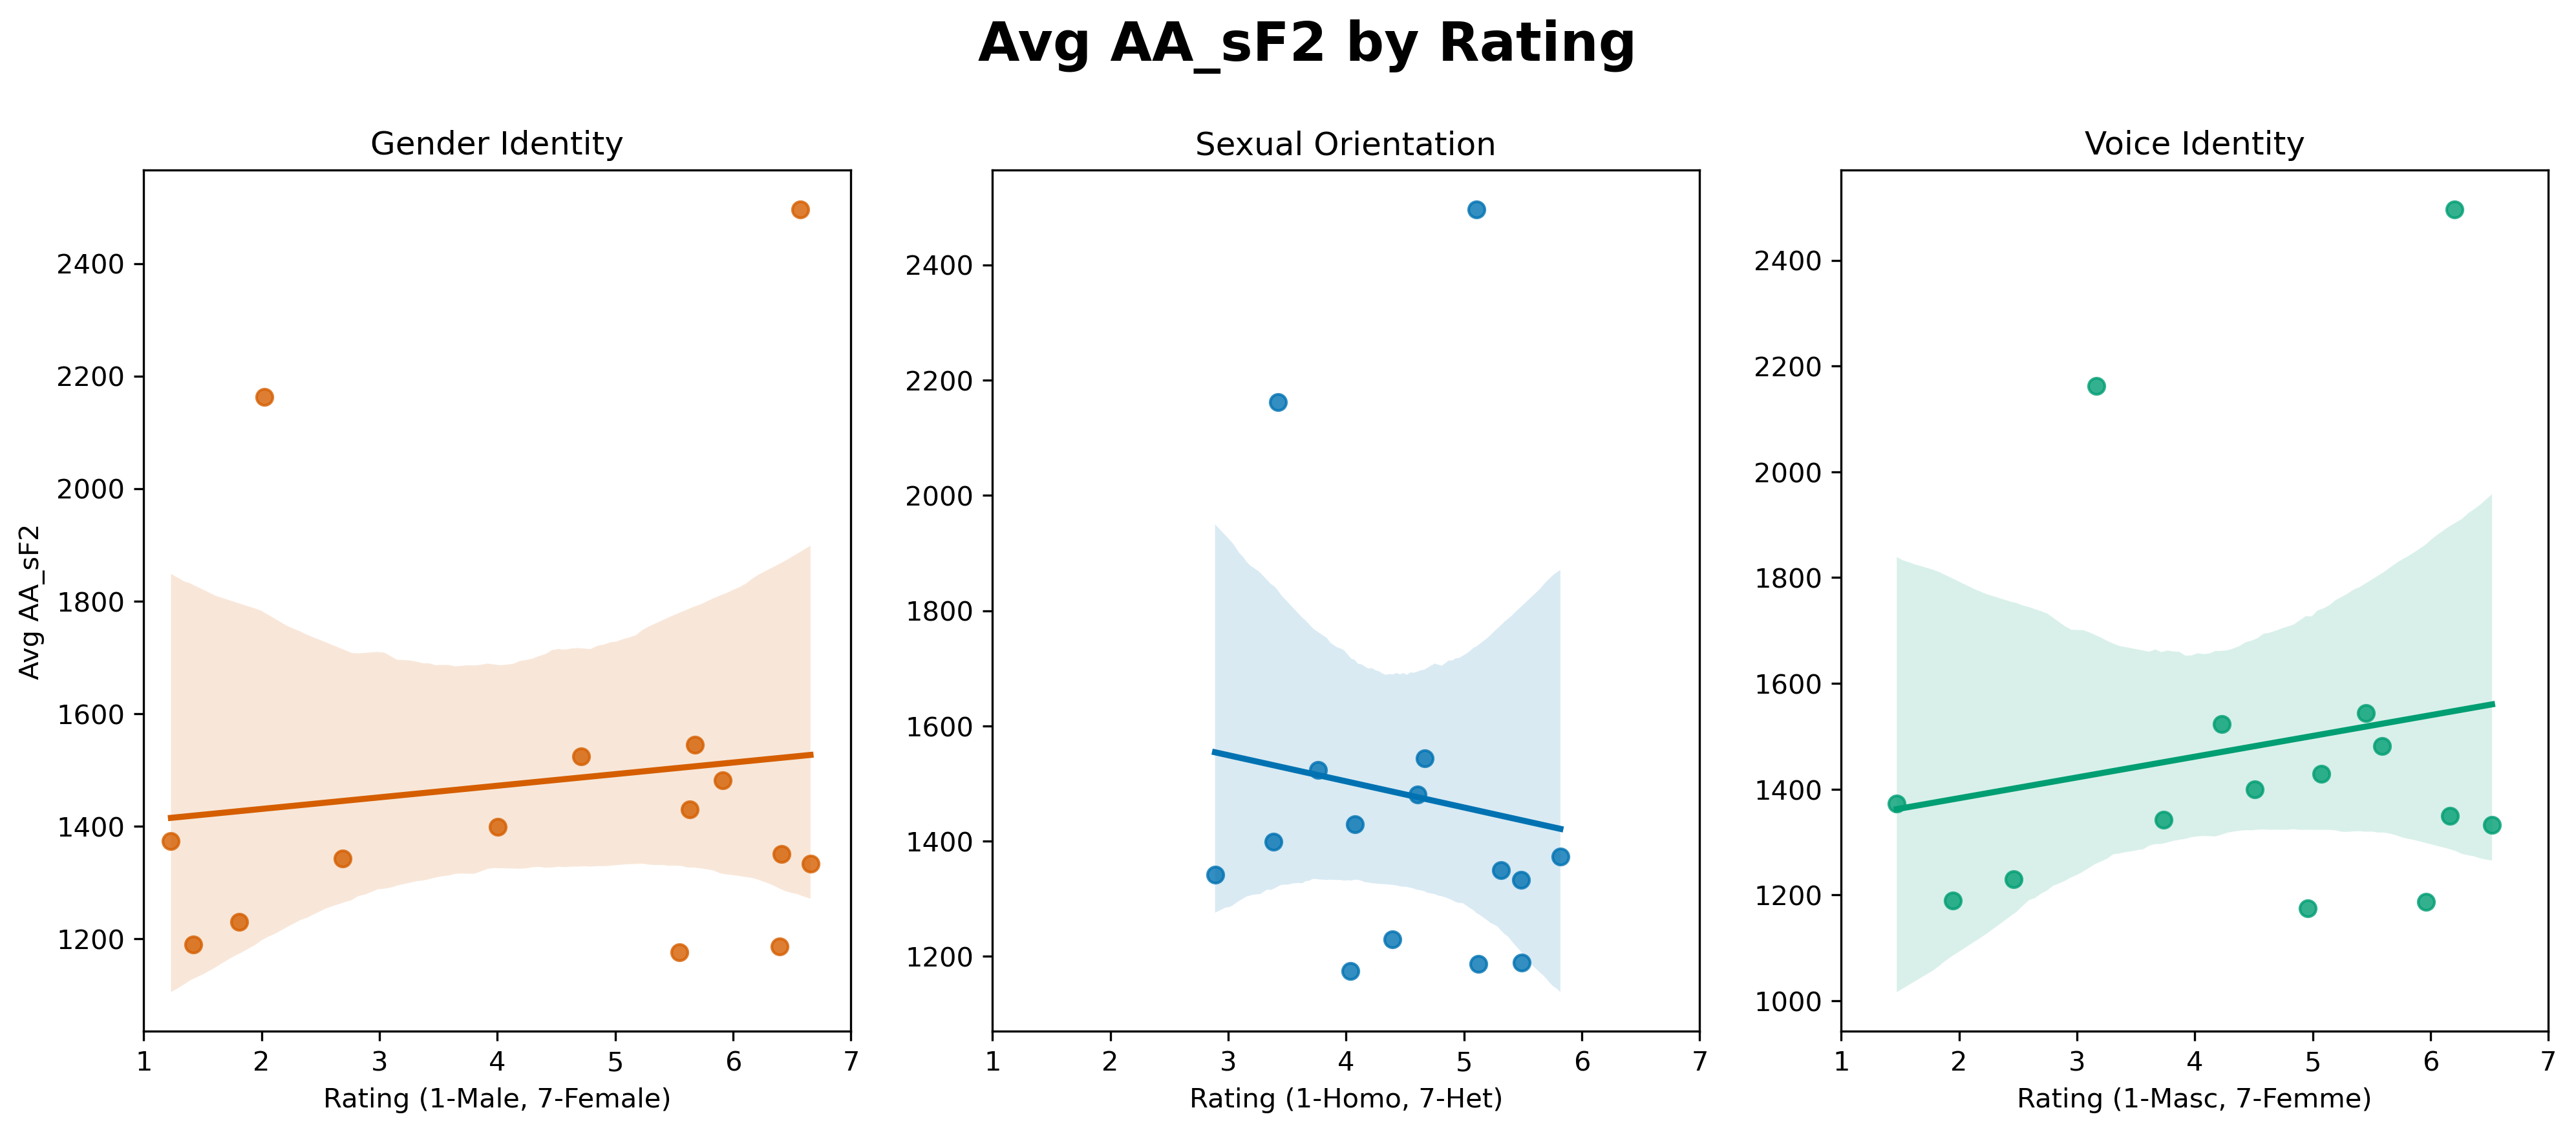 Avg AA_sF2 by Rating
Gender Identity
Sexual Orientation
Voice Identity
Avg AA_sF2
2400
2200
2000
1800
1600
1400
1200
1 2 3 4 5 6 7
Rating (1-Male, 7-Female)
2400
2200
2000
1800
1600
1400
1200
1 2 3 4 5 6 7
Rating (1-Homo, 7-Het)
2400
2200
2000
1800
1600
1400
1200
1000
1 2 3 4 5 6 7
Rating (1-Masc, 7-Femme)